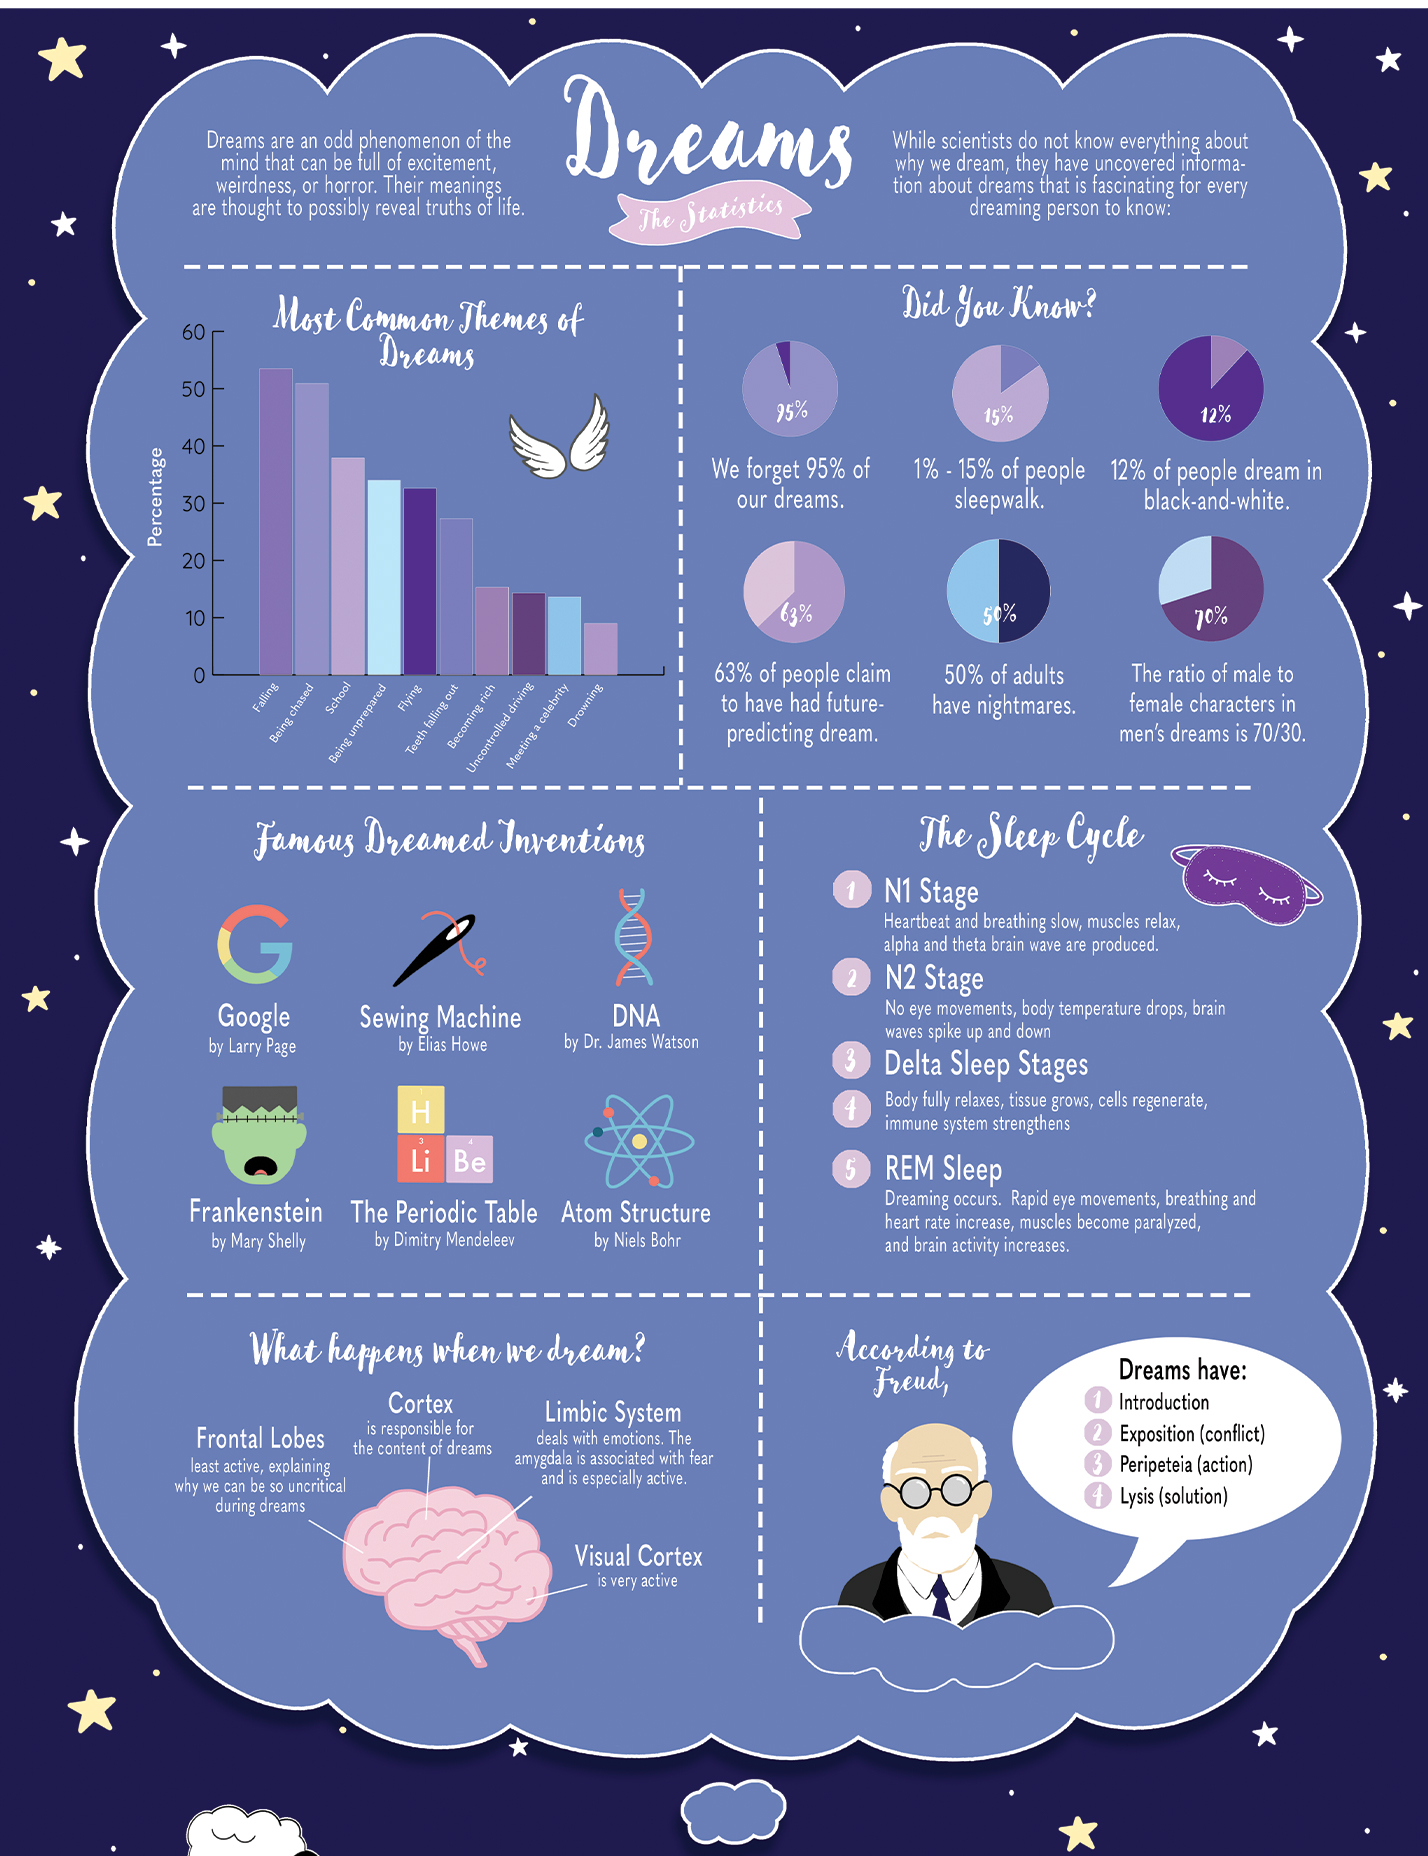 Dreams are an odd phenomenon of the
mind that can be full of excitement,
weirdness, or horror. Their meanings
are thought to possibly reveal truths of life.
Dreams
The Statistics
While scientists do not know everything about
why we dream, they have uncovered informa-
tion about dreams that is fascinating for every
dreaming person to know:
Most Common Themes of
Dreams
Percentage
60
50
40
30
20
10
0
Falling
Being chased
School
Being unprepared
Flying
Teeth falling out
Becoming rich
Uncontrolled driving
Meeting a celebrity
Drowning
Did You Know?
95%
We forget 95% of
our dreams.
15%
1% - 15% of people
sleepwalk.
12%
12% of people dream in
black-and-white.
63%
63% of people claim
to have had future-
predicting dream.
50%
50% of adults
have nightmares.
70%
The ratio of male to
female characters in
men's dreams is 70/30.
Famous Dreamed Inventions
G
Google
by Larry Page
Sewing Machine
by Elias Howe
DNA
by Dr. James Watson
Frankenstein
by Mary Shelly
1
H
3
Li
4
Be
The Periodic Table
by Dimitry Mendeleev
Atom Structure
by Niels Bohr
The Sleep Cycle
1 N1 Stage
Heartbeat and breathing slow, muscles relax,
alpha and theta brain wave are produced.
2 N2 Stage
No eye movements, body temperature drops, brain
waves spike up and down
3 Delta Sleep Stages
4 Body fully relaxes, tissue grows, cells regenerate,
immune system strengthens
5 REM Sleep
Dreaming occurs. Rapid eye movements, breathing and
heart rate increase, muscles become paralyzed,
and brain activity increases.
What happens when we dream?
Frontal Lobes
least active, explaining
why we can be so uncritical
during dreams
Cortex
is responsible for
the content of dreams
Limbic System
deals with emotions. The
amygdala is associated with fear
and is especially active.
Visual Cortex
is very active
According to
Freud,
Dreams have:
1 Introduction
2 Exposition (conflict)
3 Peripeteia (action)
4 Lysis (solution)